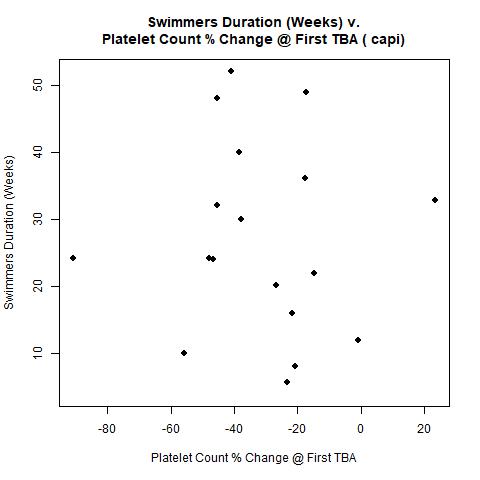 Swimmers Duration (Weeks) v.
Platelet Count % Change @ First TBA ( capi)
Swimmers Duration (Weeks)
50
40
30
20
10
-80 -60 -40 -20 0 20
Platelet Count % Change @ First TBA